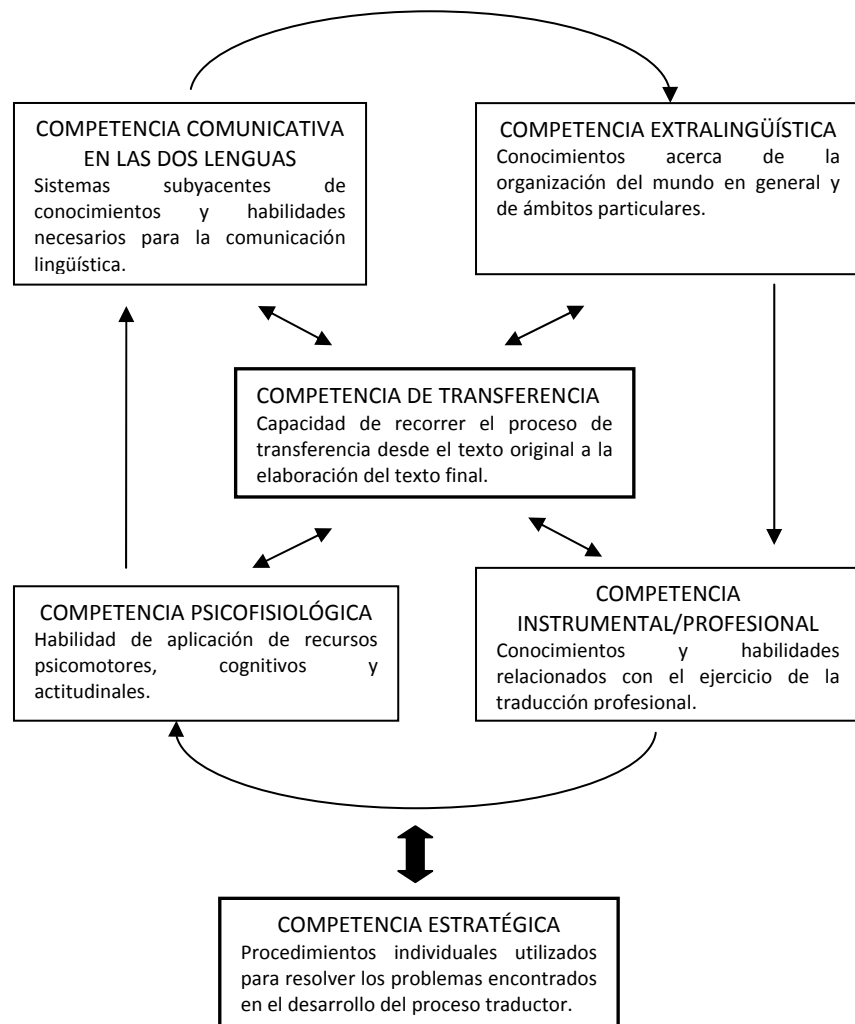 COMPETENCIA COMUNICATIVA
EN LAS DOS LENGUAS
Sistemas subyacentes de
conocimientos y habilidades
necesarios para la comunicación
lingüística.
COMPETENCIA EXTRALINGÜÍSTICA
Conocimientos acerca de la
organización del mundo en general y
de ámbitos particulares.
COMPETENCIA DE TRANSFERENCIA
Capacidad de recorrer el proceso de
transferencia desde el texto original a la
elaboración del texto final.
COMPETENCIA PSICOFISIOLÓGICA
Habilidad de aplicación de recursos
psicomotores, cognitivos y
actitudinales.
COMPETENCIA
INSTRUMENTAL/PROFESIONAL
Conocimientos y habilidades
relacionados con el ejercicio de la
traducción profesional.
COMPETENCIA ESTRATÉGICA
Procedimientos individuales utilizados
para resolver los problemas encontrados
en el desarrollo del proceso traductor.